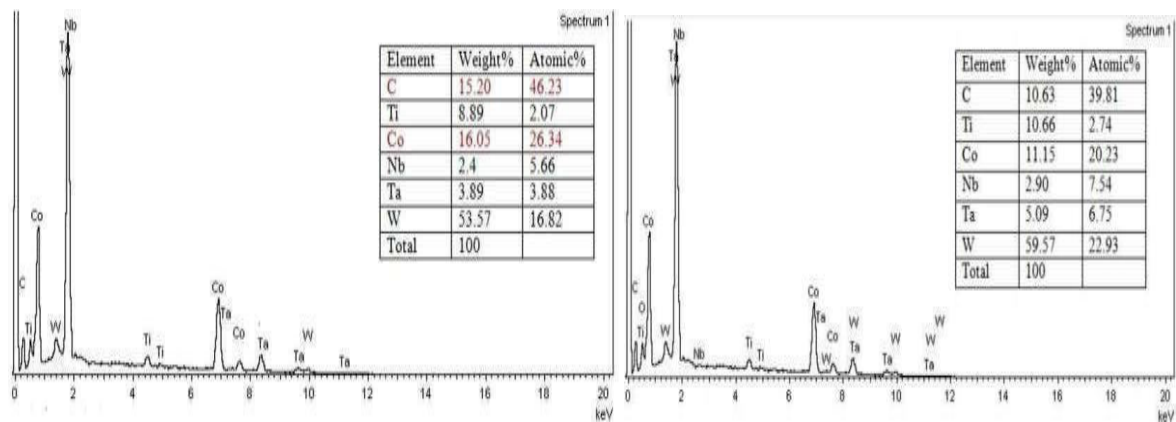 Spectrum 1
Nb
Ta
W
Element Weight% Atomic%
C 15.20 46.23
Ti 8.89 2.07
Co 16.05 26.34
Nb 2.4 5.66
Ta 3.89 3.88
W 53.57 16.82
Total 100
Co
C
Ti
W
Ti
Ti
Co
Ta
Co
Ta
W
Ta
Ta
0 2 4 6 8 10 12 14 16 18 20
keV
Spectrum 1
Nb
Ta
W
Element Weight% Atomic%
C 10.63 39.81
Ti 10.66 2.74
Co 11.15 20.23
Nb 2.90 7.54
Ta 5.09 6.75
W 59.57 22.93
Total 100
Co
C
O
Ti
W
Nb
Ti
Ti
Co
Ta
W
Co
W
Ta
W
Ta
W
W
Ta
0 2 4 6 8 10 12 14 16 18 20
keV